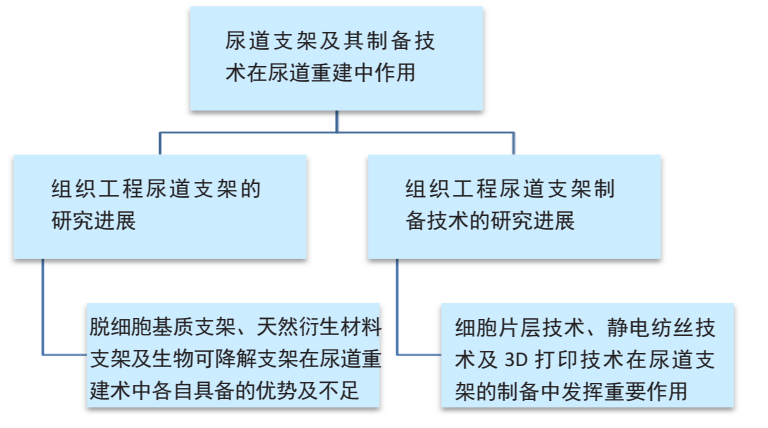 尿道支架及其制备技
术在尿道重建中作用
组织工程尿道支架的
研究进展
组织工程尿道支架制
备技术的研究进展
脱细胞基质支架、天然衍生材料
支架及生物可降解支架在尿道重
建术中各自具备的优势及不足
细胞片层技术、静电纺丝技
术及 3D 打印技术在尿道支
架的制备中发挥重要作用